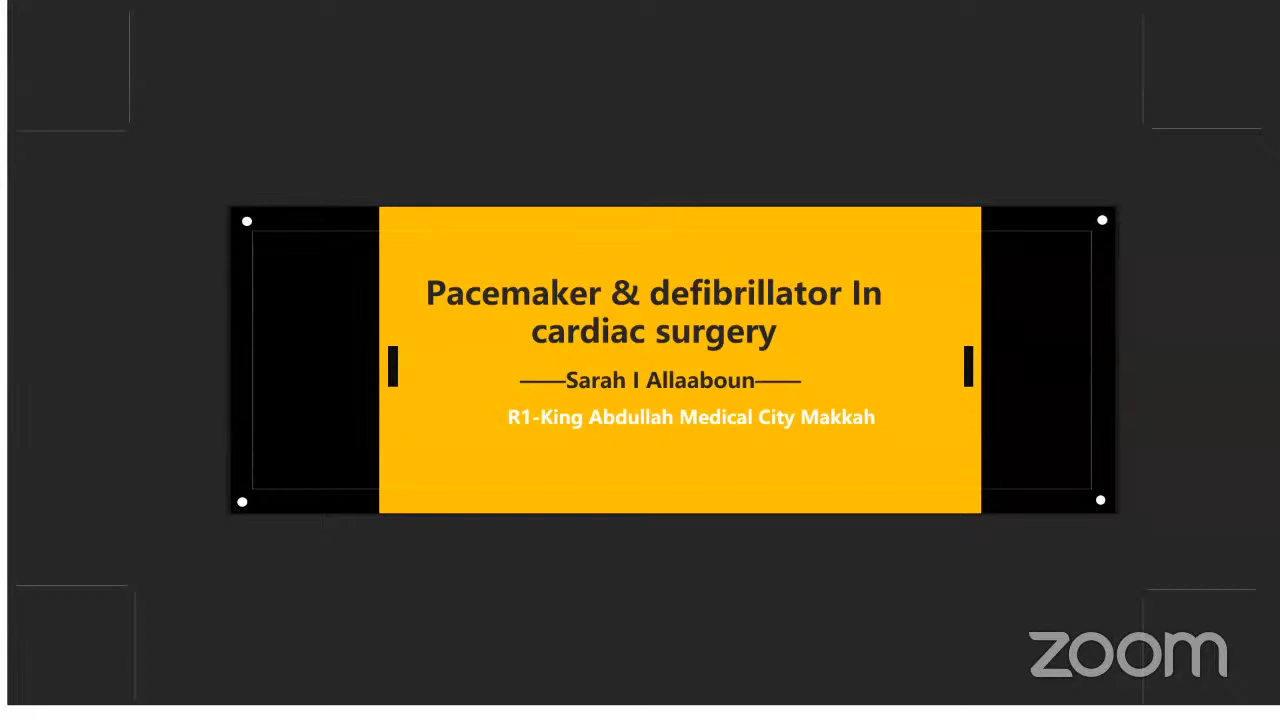 Pacemaker & defibrillator In
cardiac surgery
——Sarah I Allaaboun——
R1-King Abdullah Medical City Makkah
zoom